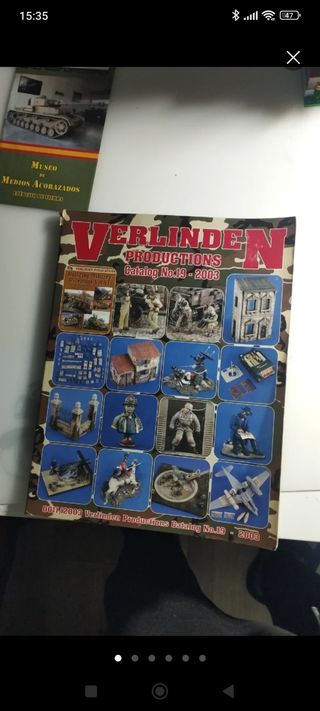 15:35
47
MUSEO
DE
MEDIOS ACORAZADOS
VERLINDEN
PRODUCTIONS
Catalog No.19 - 2003
2003 Verlinden Productions Catalog No.19 - 2003